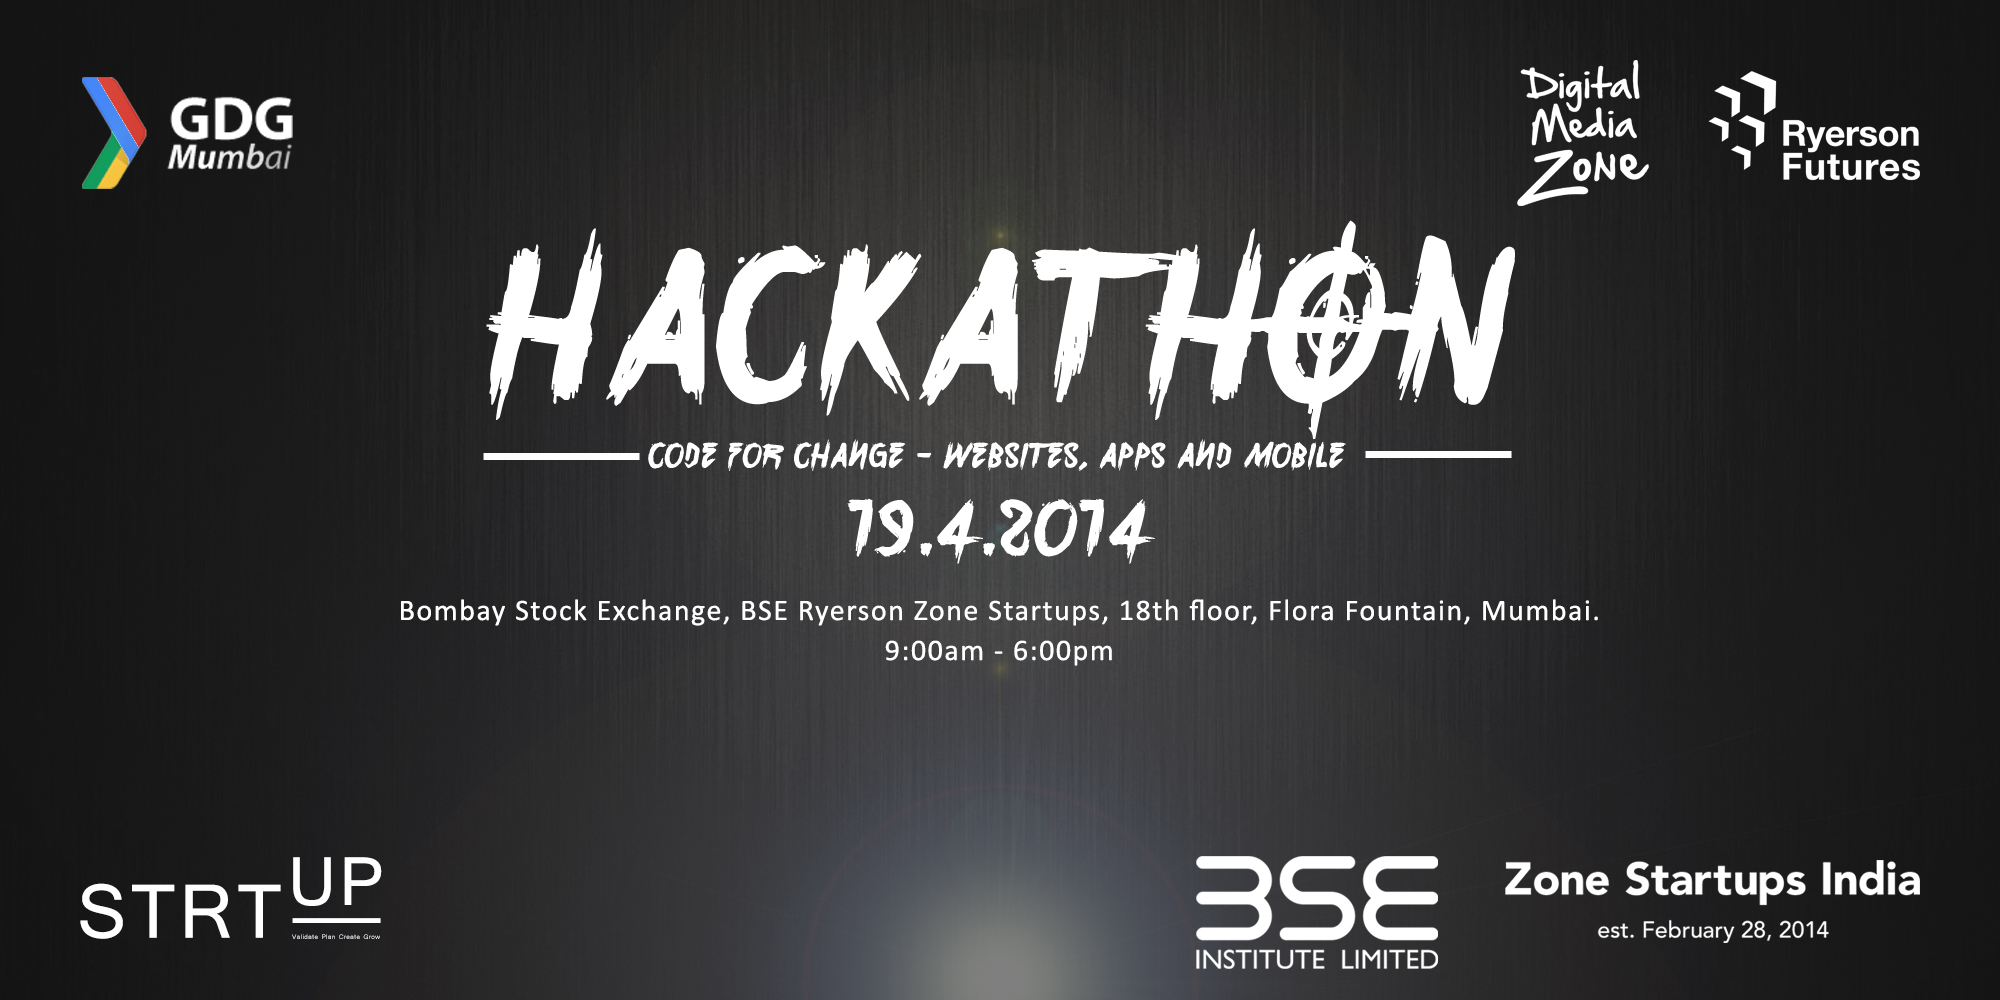 GDG
Mumbai
Digital
Media
Zone
Ryerson
Futures
HACKATHON
CODE FOR CHANGE - WEBSITES, APPS AND MOBILE
19.4.2014
Bombay Stock Exchange, BSE Ryerson Zone Startups, 18th floor, Flora Fountain, Mumbai.
9:00am - 6:00pm
STRTUP
Validate Plan Create Grow
BSE
INSTITUTE LIMITED
Zone Startups India
est. February 28, 2014